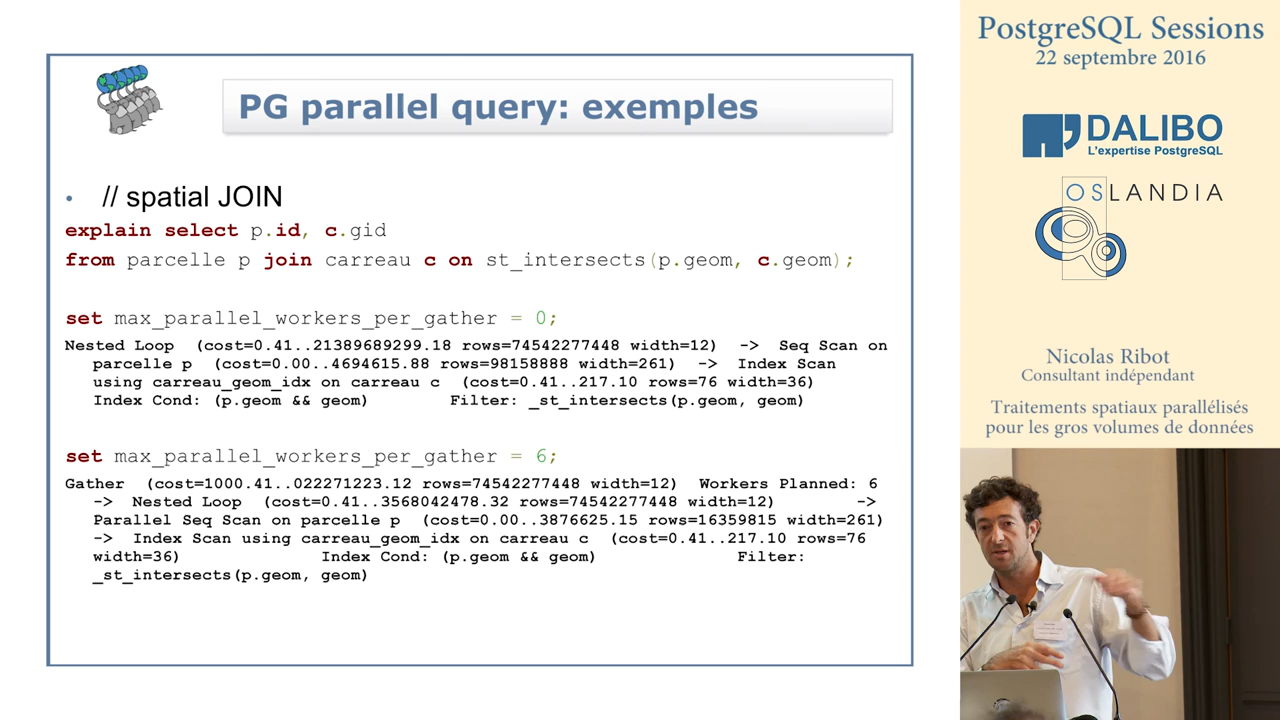 PG parallel query: exemples
• // spatial JOIN
explain select p.id, c.gid
from parcelle p join carreau c on st_intersects(p.geom, c.geom);
set max_parallel_workers_per_gather = 0;
Nested Loop (cost=0.41..21389689299.18 rows=74542277448 width=12) -> Seq Scan on
parcelle p (cost=0.00..4694615.88 rows=98158888 width=261) -> Index Scan
using carreau_geom_idx on carreau c (cost=0.41..217.10 rows=76 width=36)
Index Cond: (p.geom && geom) Filter: _st_intersects(p.geom, geom)
set max_parallel_workers_per_gather = 6;
Gather (cost=1000.41..022271223.12 rows=74542277448 width=12) Workers Planned: 6
-> Nested Loop (cost=0.41..3568042478.32 rows=74542277448 width=12) ->
Parallel Seq Scan on parcelle p (cost=0.00..3876625.15 rows=16359815 width=261)
-> Index Scan using carreau_geom_idx on carreau c (cost=0.41..217.10 rows=76
width=36) Index Cond: (p.geom && geom) Filter:
_st_intersects(p.geom, geom)
PostgreSQL Sessions
22 septembre 2016
DALIBO
L'expertise PostgreSQL
OSLANDIA
Nicolas Ribot
Consultant indépendant
Traitements spatiaux parallélisés
pour les gros volumes de données